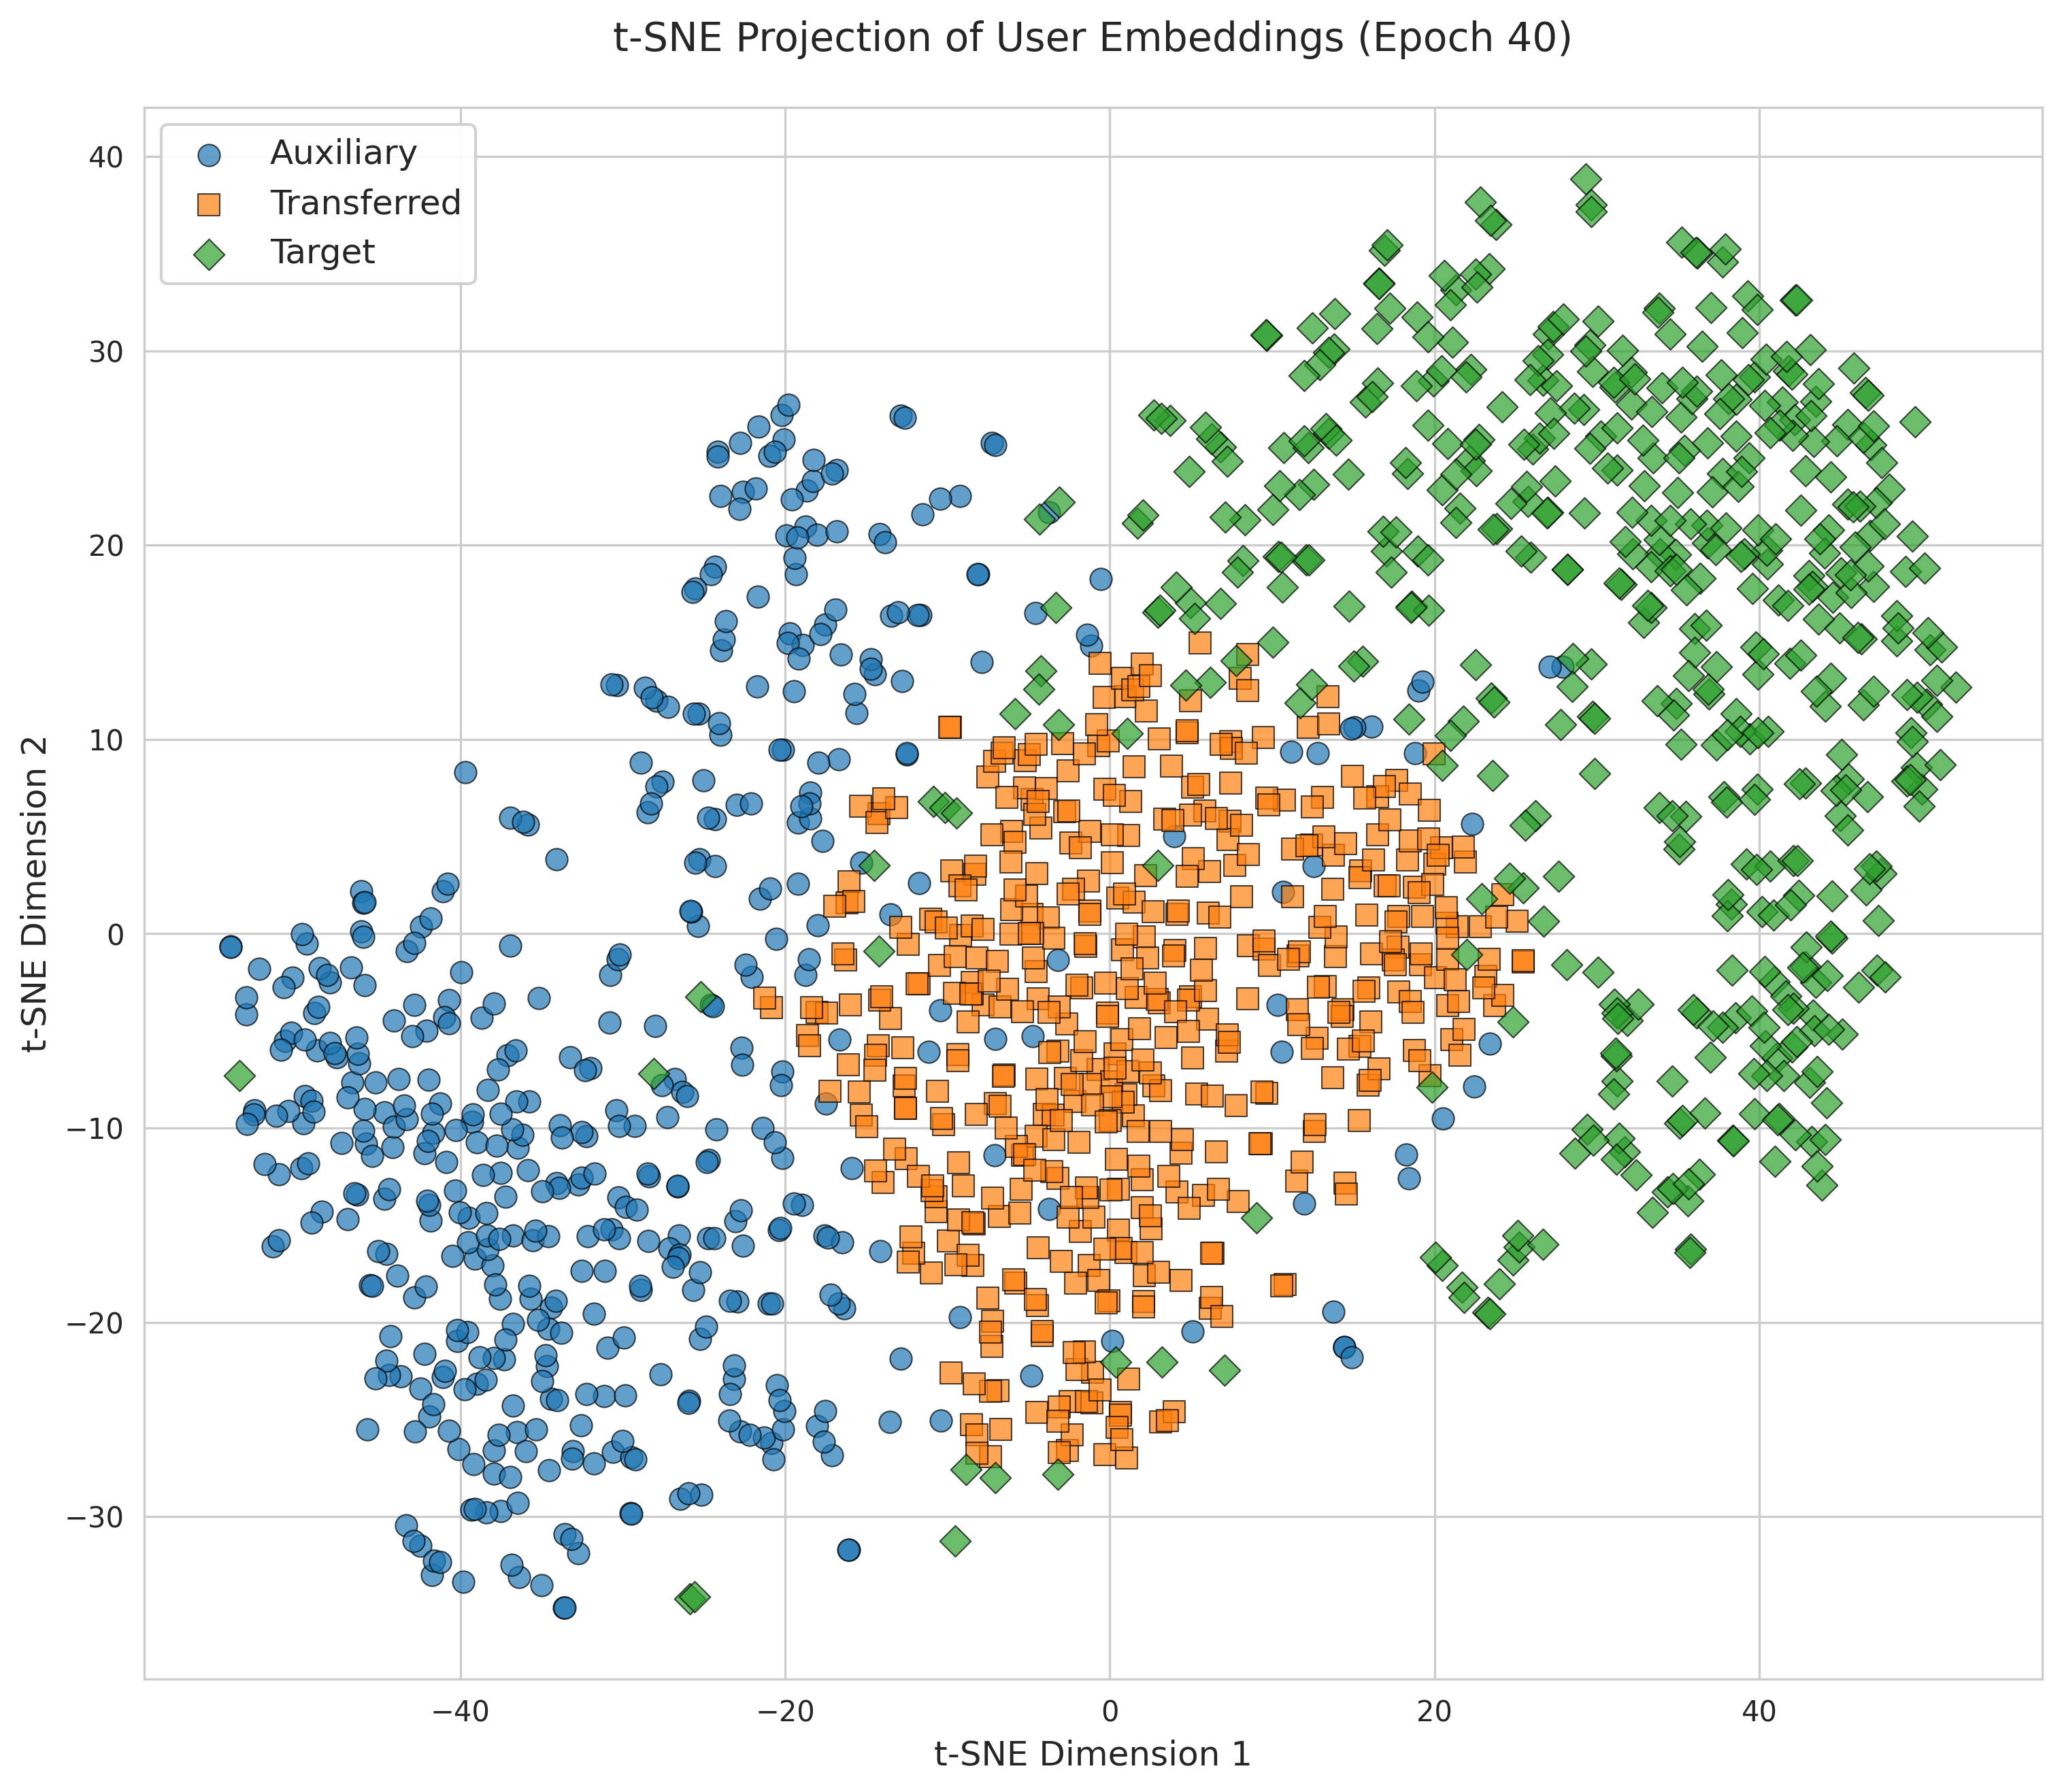 t-SNE Projection of User Embeddings (Epoch 40)
Auxiliary
Transferred
Target
40
30
20
10
0
−10
−20
−30
t-SNE Dimension 2
−40
−20
0
20
40
t-SNE Dimension 1